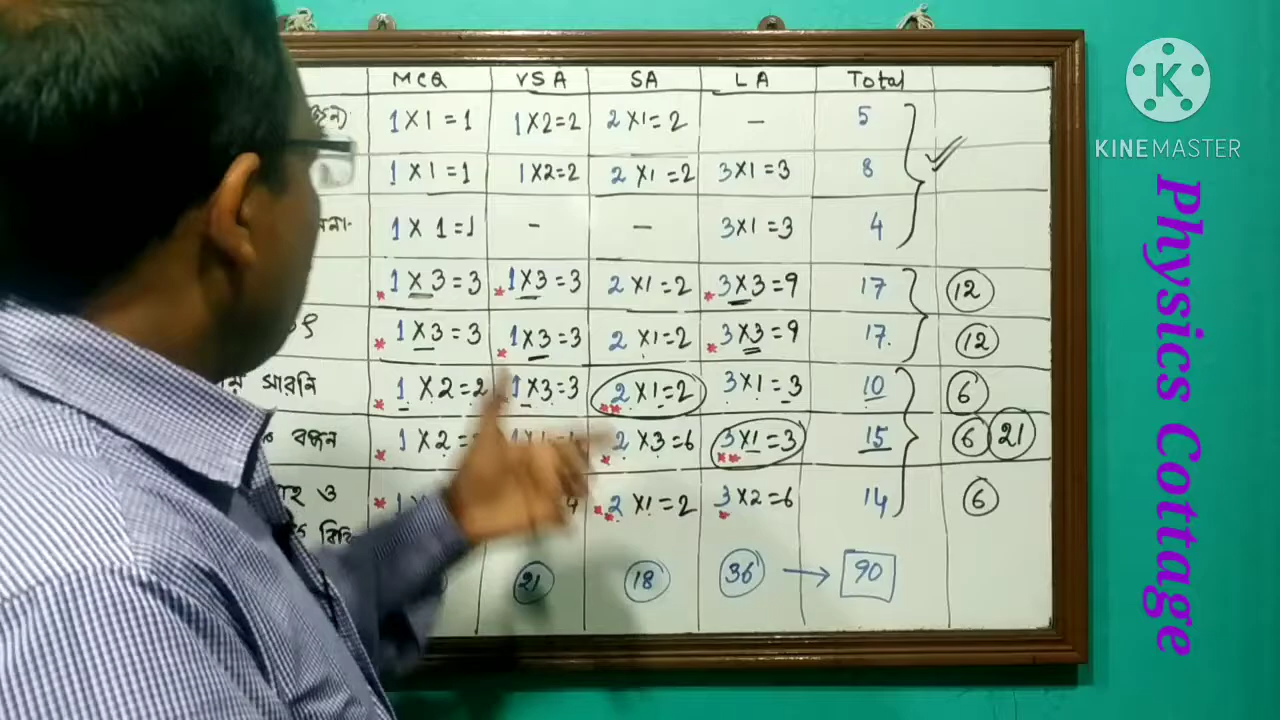 MCQ VSA SA LA Total
1X1=1 1X2=2 2X1=2 — 5
1X1=1 1X2=2 2X1=2 3X1=3 8
1X1=1 - — 3X1=3 4
*1X3=3 *1X3=3 2X1=2 *3X3=9 17 12
*1X3=3 *1X3=3 2X1=2 *3X3=9 17. 12
সারনি *1X2=2 1X3=3 **2X1=2 3X1=3 10 6
বন্ধন *1X2= *2X3=6 **3X1=3 15 6 21
ও *1 4 **2X1=2 *3X2=6 14 6
21 18 36 → 90
K
KINEMASTER
Physics Cottage